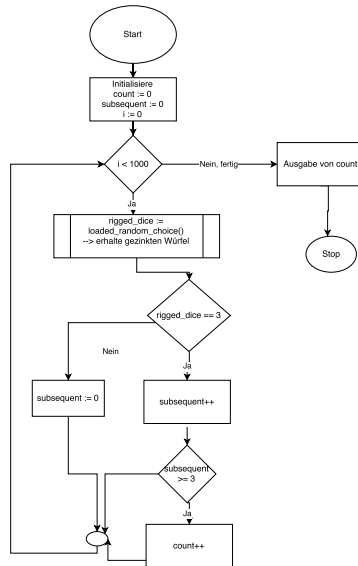 Start
Initialisiere
count := 0
subsequent := 0
i := 0
i < 1000
Nein, fertig
Ausgabe von count
Ja
rigged_dice :=
loaded_random_choice()
--> erhalte gezinkten Würfel
Stop
rigged_dice == 3
Nein
Ja
subsequent := 0
subsequent++
subsequent
>= 3
Ja
count++